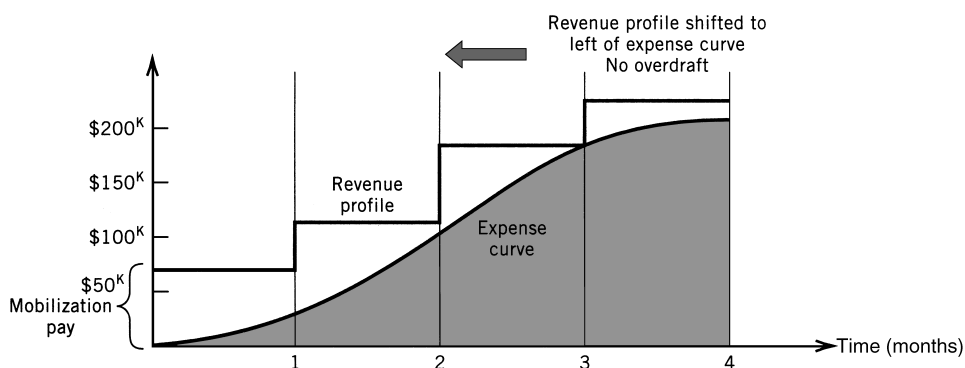 Revenue profile shifted to
left of expense curve
No overdraft
$200K
$150K
Revenue
profile
$100K
Expense
curve
$50K
Mobilization
pay
Time (months)
1
2
3
4